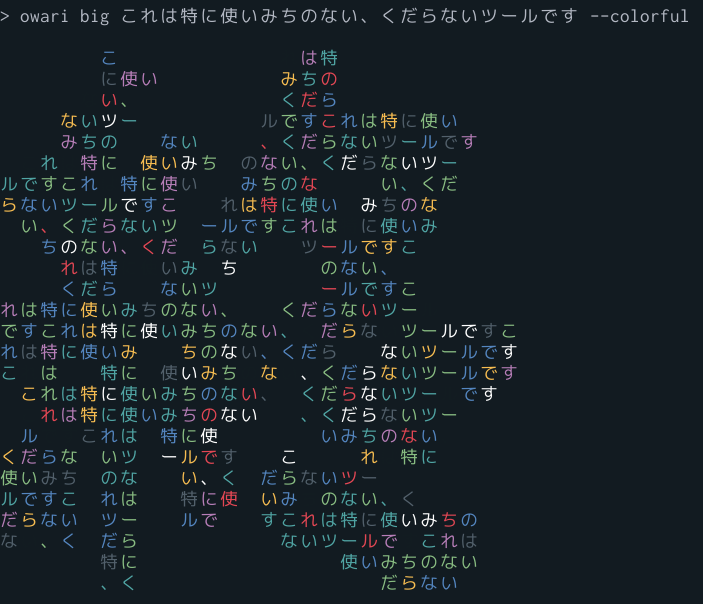 > owari big これは特に使いみちのない、くだらないツールです --colorful
こ は特
に使い みちの
い、 くだら
ないツー ルですこれは特に使い
みちの ない 、くだらないツールです
れ 特に 使いみち のない、くだらないツー
ルですこれ 特に使い みちのな い、くだ
らないツールですこ れは特に使い みちのな
い、くだらないツ ールですこれは に使いみ
ちのない、くだ らない ツールですこ
れは特 いみ ち のない、
くだら ないツ ールですこ
れは特に使いみちのない、 くだらないツー
ですこれは特に使いみちのない、 だらな ツールですこ
れは特に使いみ ちのない、くだら ないツールです
こ は 特に 使いみち な 、くだらないツールです
これは特に使いみちのない、 くだらないツー です
れは特に使いみちのない 、くだらないツー
ル これは 特に使 いみちのない
くだらな いツ ールです こ れ 特に
使いみち のな い、く だらないツー
ルですこ れは 特に使 いみ のない、く
だらない ツー ルで すこれは特に使いみちの
な 、く だら ないツールで これは
特に 使いみちのない
、く だらない